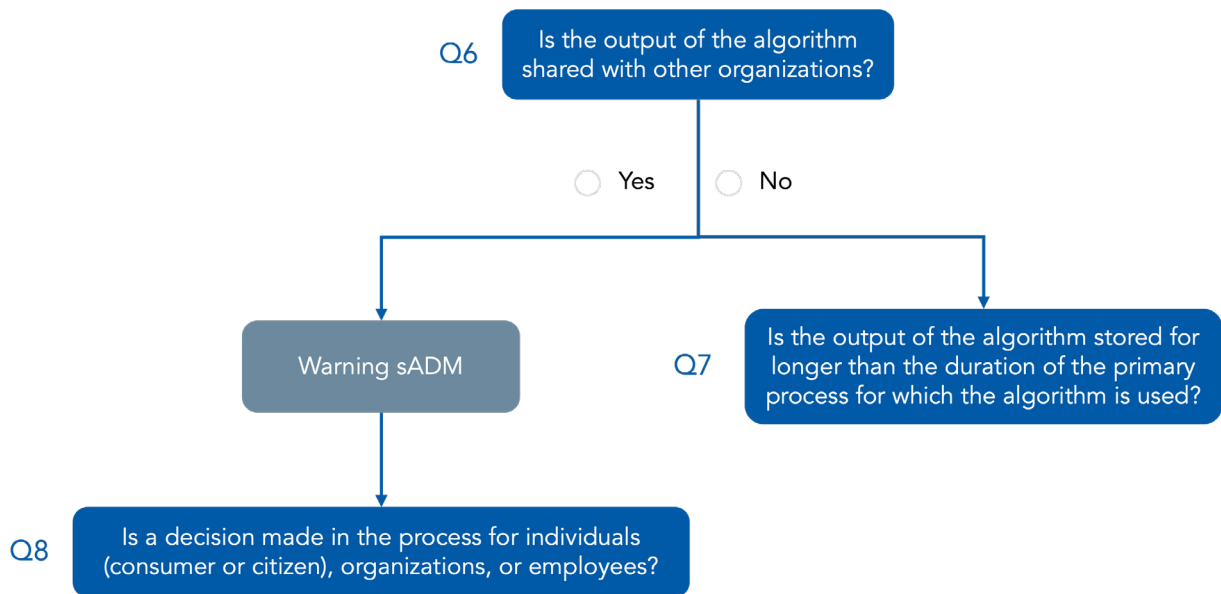 Q6
Is the output of the algorithm
shared with other organizations?
Yes
No
Warning sADM
Q7
Is the output of the algorithm stored for
longer than the duration of the primary
process for which the algorithm is used?
Q8
Is a decision made in the process for individuals
(consumer or citizen), organizations, or employees?